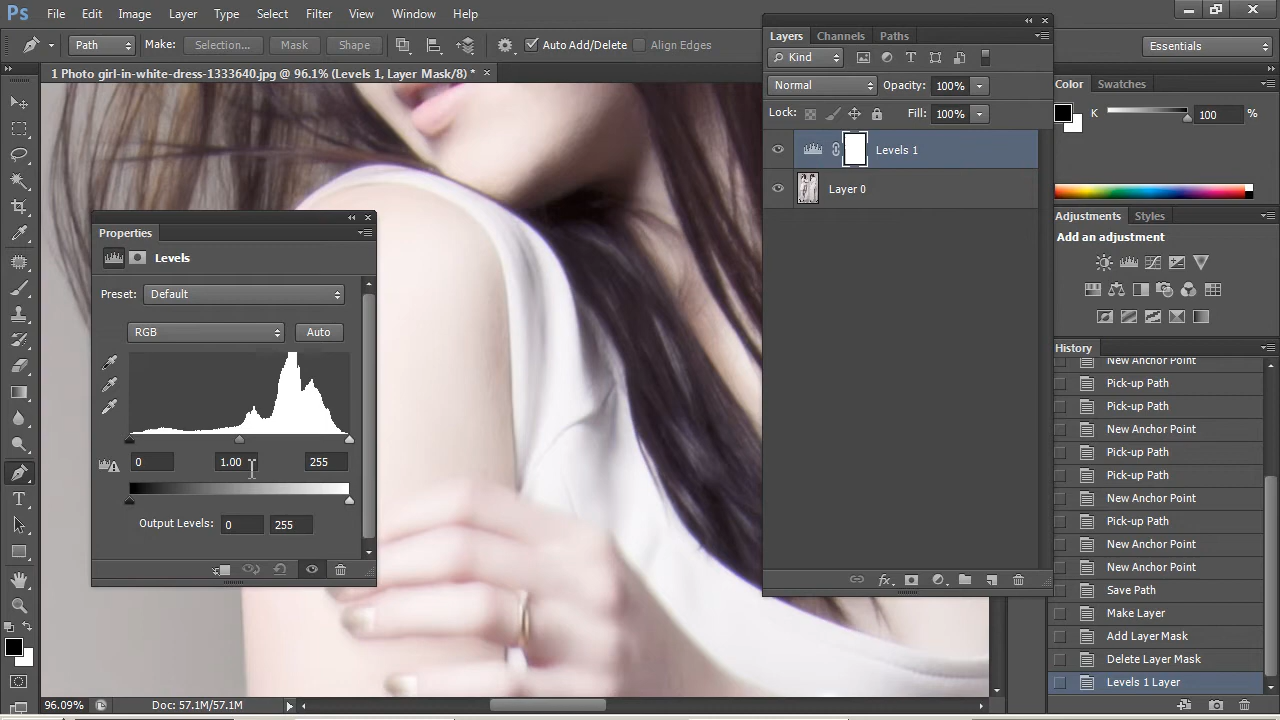 Ps File Edit Image Layer Type Select Filter View Window Help
Path Make: Selection... Mask Shape Auto Add/Delete Align Edges Essentials
1 Photo girl-in-white-dress-1333640.jpg @ 96.1% (Levels 1, Layer Mask/8) *
Properties
Levels
Preset: Default
RGB Auto
0 1.00 255
Output Levels: 0 255
Layers Channels Paths
Kind
Normal Opacity: 100%
Lock: Fill: 100%
Levels 1
Layer 0
fx
Color Swatches
K 100 %
Adjustments Styles
Add an adjustment
History
New Anchor Point
Pick-up Path
Pick-up Path
New Anchor Point
Pick-up Path
Pick-up Path
New Anchor Point
Pick-up Path
New Anchor Point
New Anchor Point
Save Path
Make Layer
Add Layer Mask
Delete Layer Mask
Levels 1 Layer
96.09% Doc: 57.1M/57.1M